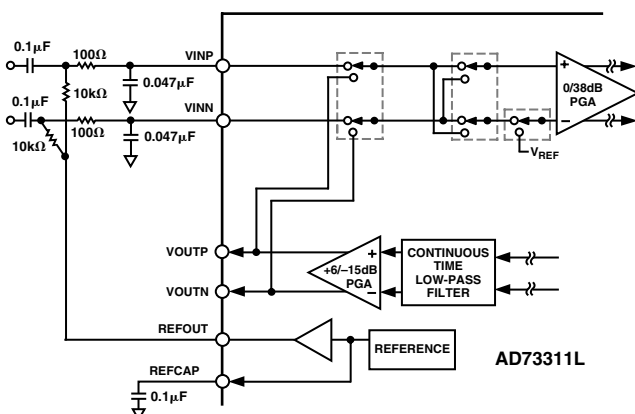 0.1µF
100Ω
VINP
0.047µF
10kΩ
0/38dB
PGA
+
–
0.1µF
VINN
100Ω
0.047µF
10kΩ
VREF
VOUTP
+6/–15dB
PGA
+
–
CONTINUOUS
TIME
LOW-PASS
FILTER
VOUTN
REFOUT
REFERENCE
AD73311L
REFCAP
0.1µF